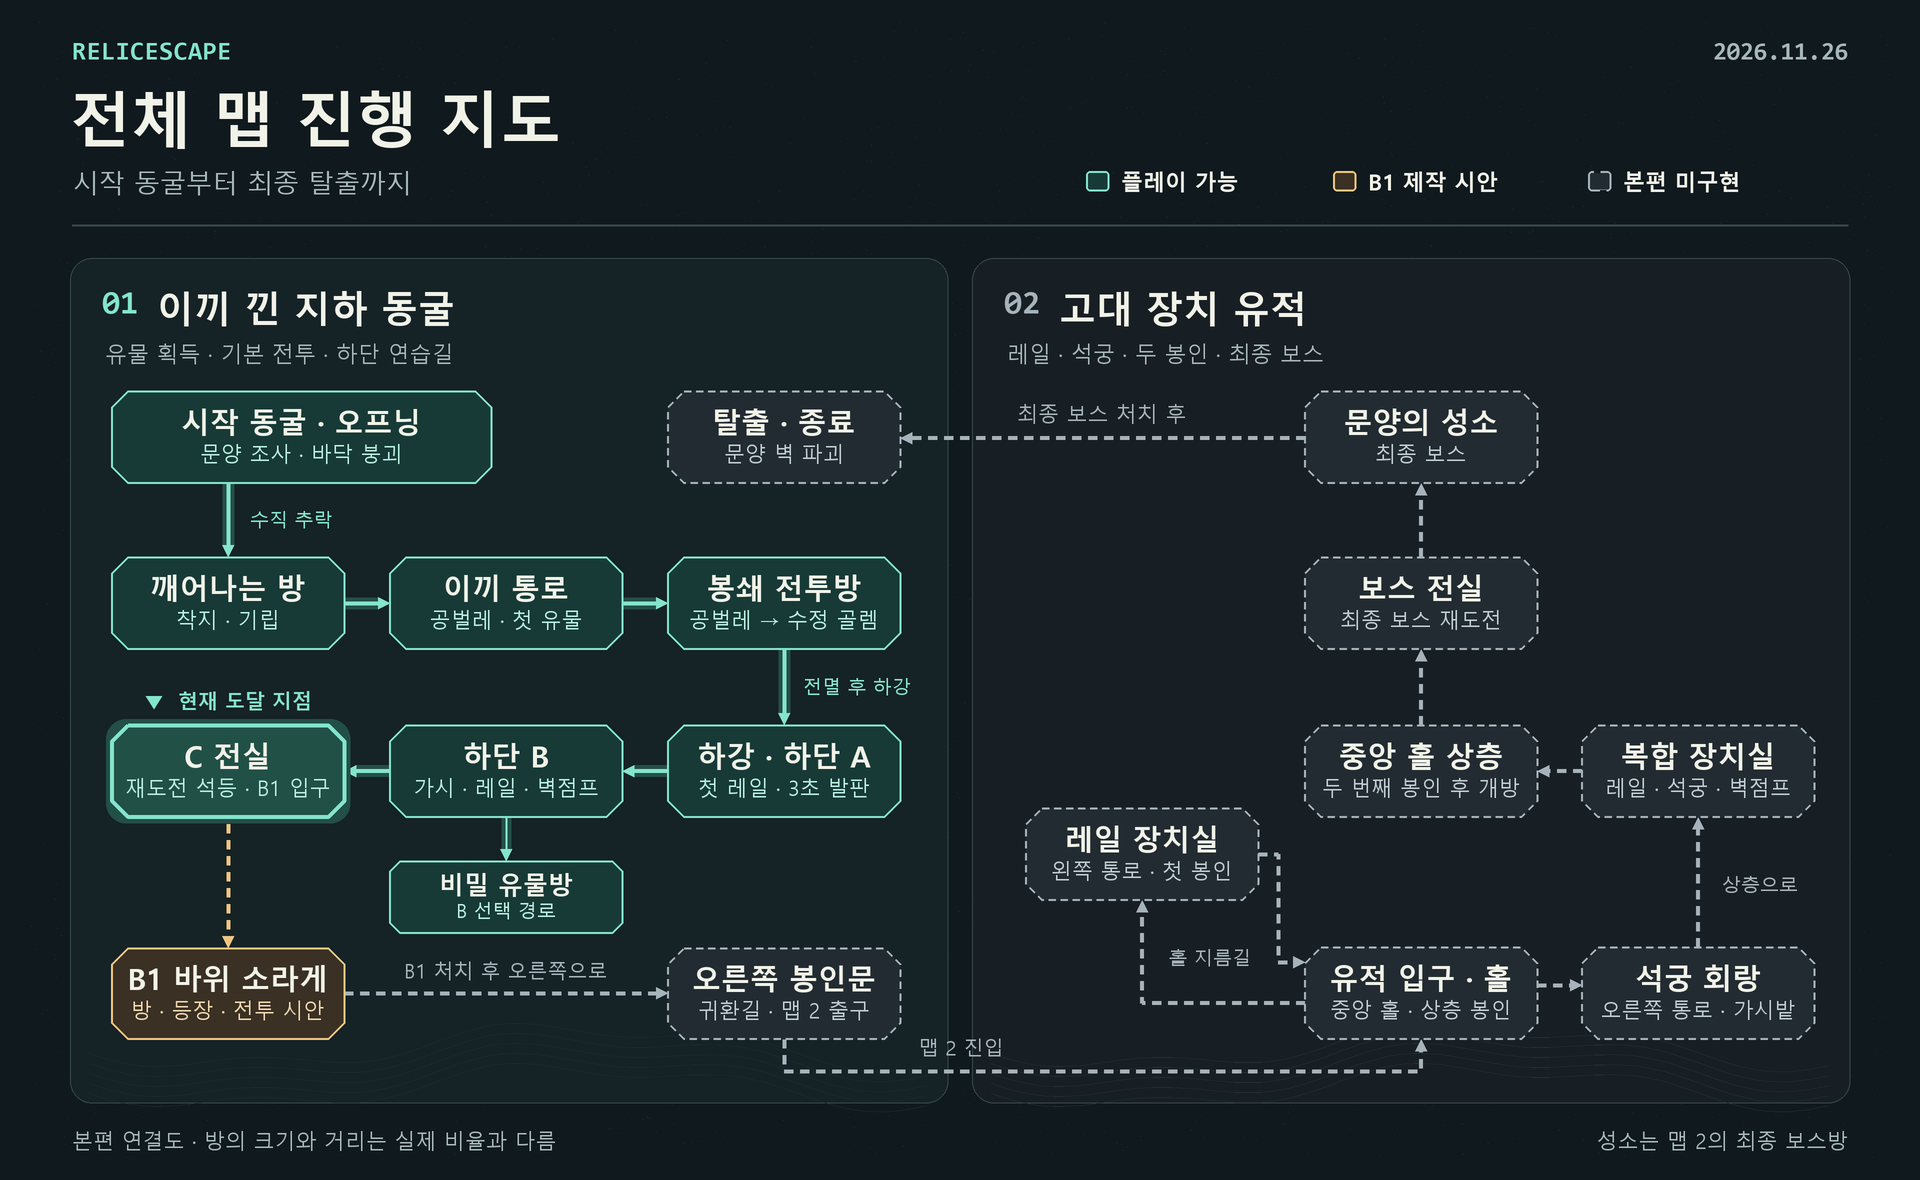 RELICESCAPE
2026.11.26
전체 맵 진행 지도
시작 동굴부터 최종 탈출까지
플레이 가능
B1 제작 시안
본편 미구현
01 이끼 낀 지하 동굴
유물 획득 · 기본 전투 · 하단 연습길
시작 동굴 · 오프닝
문양 조사 · 바닥 붕괴
탈출 · 종료
문양 벽 파괴
수직 추락
깨어나는 방
착지 · 기립
이끼 통로
공벌레 · 첫 유물
봉쇄 전투방
공벌레 → 수정 골렘
전멸 후 하강
▼ 현재 도달 지점
C 전실
재도전 석등 · B1 입구
하단 B
가시 · 레일 · 벽점프
하강 · 하단 A
첫 레일 · 3초 발판
비밀 유물방
B 선택 경로
B1 바위 소라게
방 · 등장 · 전투 시안
B1 처치 후 오른쪽으로
오른쪽 봉인문
귀환길 · 맵 2 출구
맵 2 진입
02 고대 장치 유적
레일 · 석궁 · 두 봉인 · 최종 보스
최종 보스 처치 후
문양의 성소
최종 보스
보스 전실
최종 보스 재도전
중앙 홀 상층
두 번째 봉인 후 개방
복합 장치실
레일 · 석궁 · 벽점프
레일 장치실
왼쪽 통로 · 첫 봉인
상층으로
홀 지름길
유적 입구 · 홀
중앙 홀 · 상층 봉인
석궁 회랑
오른쪽 통로 · 가시밭
본편 연결도 · 방의 크기와 거리는 실제 비율과 다름
성소는 맵 2의 최종 보스방